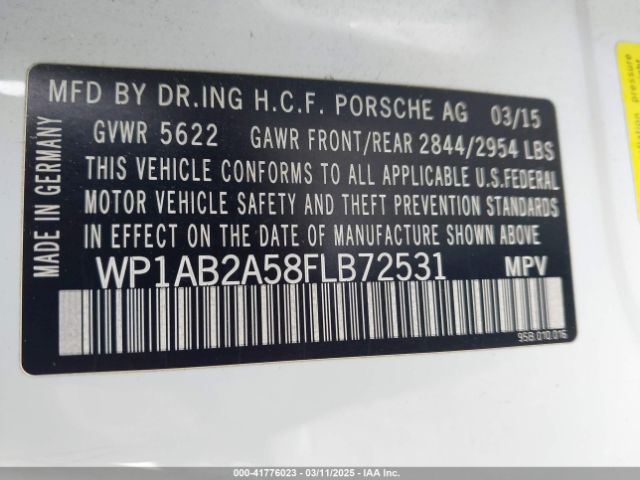 MFD BY DR.ING H.C.F. PORSCHE AG 03/15
GVWR 5622 GAWR FRONT/REAR 2844/2954 LBS
THIS VEHICLE CONFORMS TO ALL APPLICABLE U.S.FEDERAL
MOTOR VEHICLE SAFETY AND THEFT PREVENTION STANDARDS
IN EFFECT ON THE DATE OF MANUFACTURE SHOWN ABOVE
WP1AB2A58FLB72531 MPV
MADE IN GERMANY
95B.010.016
pressure
000-41776023 - 03/11/2025 - IAA Inc.